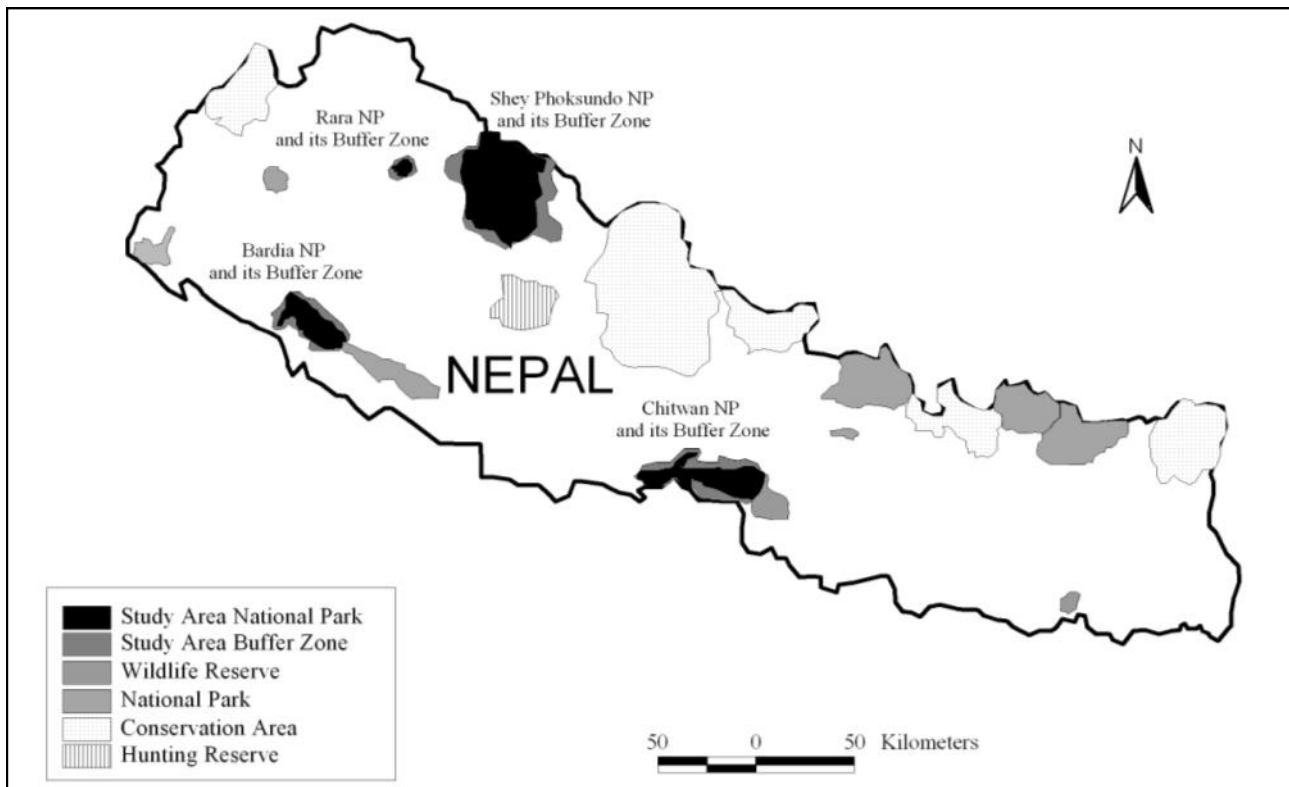 Shey Phoksundo NP
and its Buffer Zone
Rara NP
and its Buffer Zone
N
Bardia NP
and its Buffer Zone
NEPAL
Chitwan NP
and its Buffer Zone
Study Area National Park
Study Area Buffer Zone
Wildlife Reserve
National Park
Conservation Area
Hunting Reserve
50 0 50 Kilometers